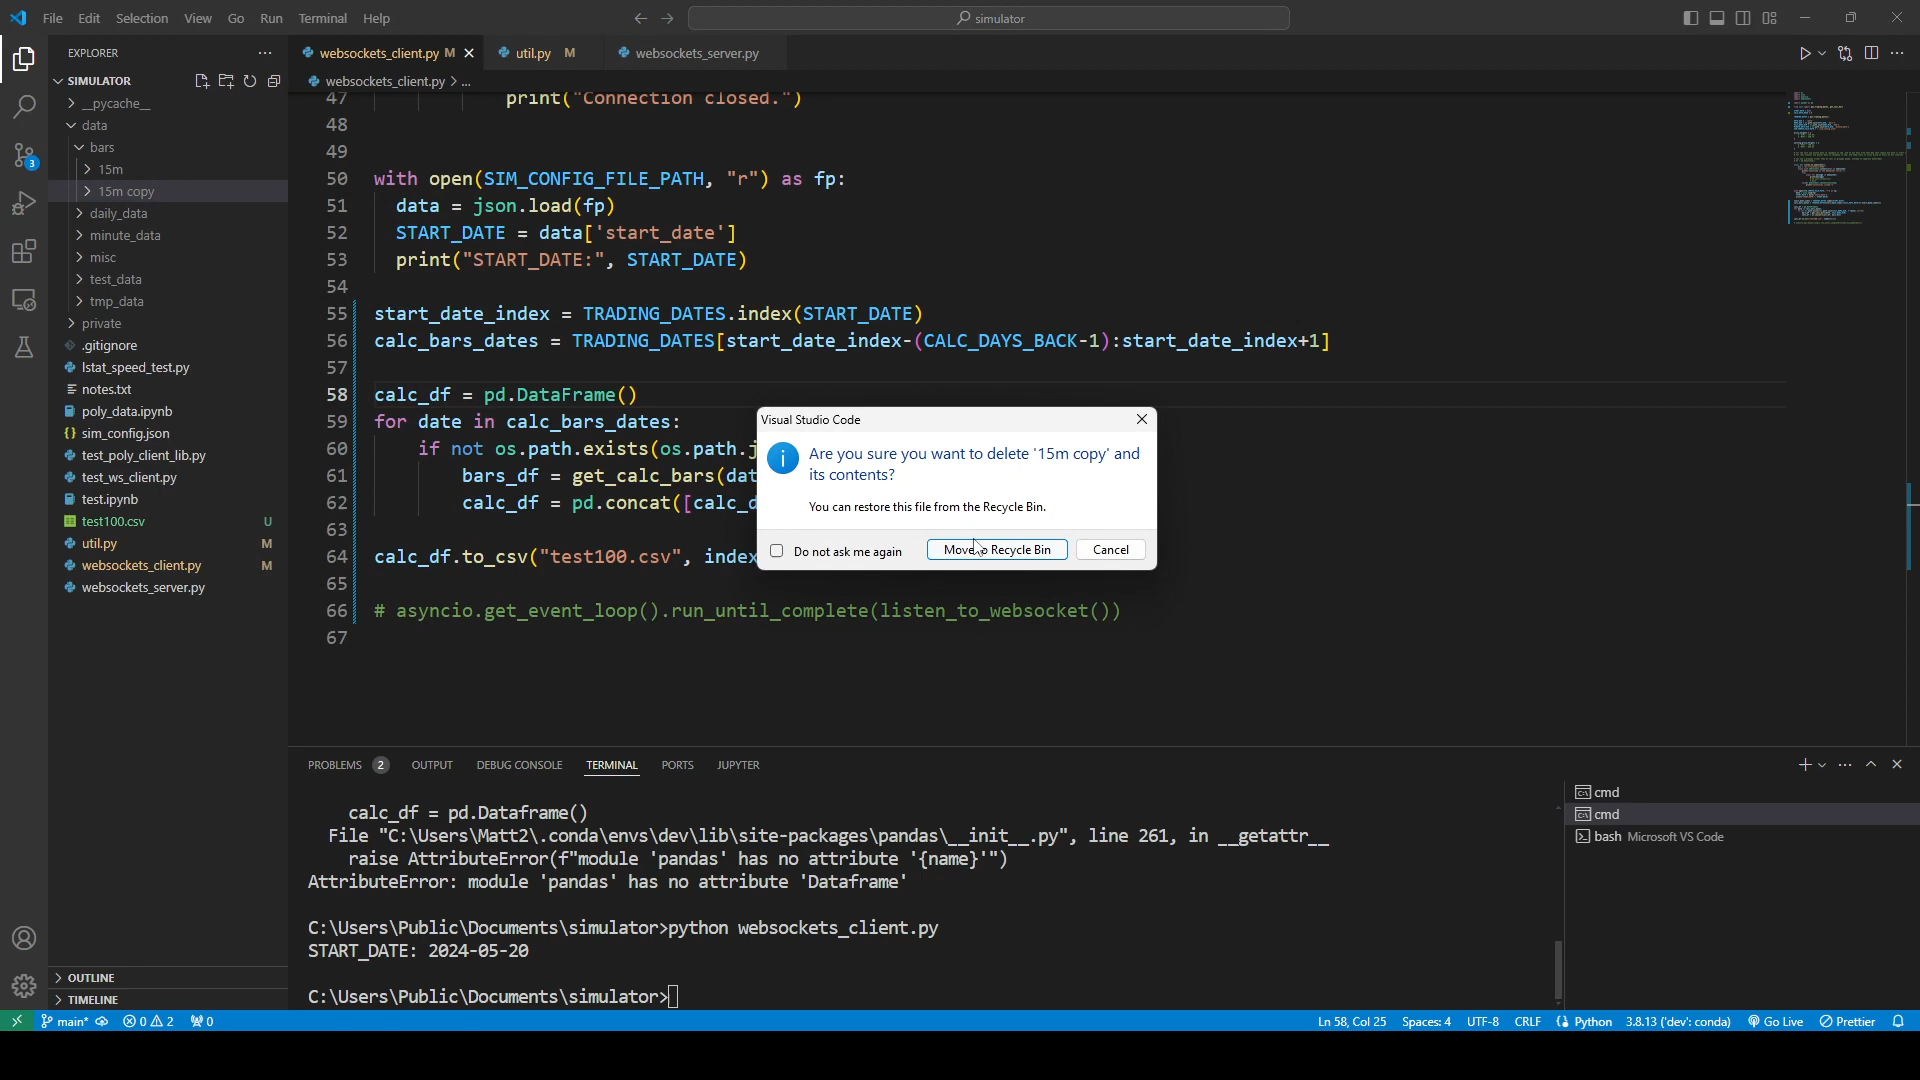 File Edit Selection View Go Run Terminal Help
simulator
EXPLORER
SIMULATOR
__pycache__
data
bars
15m
15m copy
daily_data
minute_data
misc
test_data
tmp_data
private
.gitignore
lstat_speed_test.py
notes.txt
poly_data.ipynb
sim_config.json
test_poly_client_lib.py
test_ws_client.py
test.ipynb
test100.csv U
util.py M
websockets_client.py M
websockets_server.py
OUTLINE
TIMELINE
3
websockets_client.py M util.py M websockets_server.py
websockets_client.py > ...
47 print("Connection closed.")
48
49
50 with open(SIM_CONFIG_FILE_PATH, "r") as fp:
51 data = json.load(fp)
52 START_DATE = data['start_date']
53 print("START_DATE:", START_DATE)
54
55 start_date_index = TRADING_DATES.index(START_DATE)
56 calc_bars_dates = TRADING_DATES[start_date_index-(CALC_DAYS_BACK-1):start_date_index+1]
57
58 calc_df = pd.DataFrame()
59 for date in calc_bars_dates:
60 if not os.path.exists(os.path.j
61 bars_df = get_calc_bars(dat
62 calc_df = pd.concat([calc_d
63
64 calc_df.to_csv("test100.csv", index
65
66 # asyncio.get_event_loop().run_until_complete(listen_to_websocket())
67
Visual Studio Code
Are you sure you want to delete '15m copy' and
its contents?
You can restore this file from the Recycle Bin.
Do not ask me again
Move to Recycle Bin
Cancel
PROBLEMS 2 OUTPUT DEBUG CONSOLE TERMINAL PORTS JUPYTER
calc_df = pd.Dataframe()
File "C:\Users\Matt2\.conda\envs\dev\lib\site-packages\pandas\__init__.py", line 261, in __getattr__
raise AttributeError(f"module 'pandas' has no attribute '{name}'")
AttributeError: module 'pandas' has no attribute 'Dataframe'
C:\Users\Public\Documents\simulator>python websockets_client.py
START_DATE: 2024-05-20
C:\Users\Public\Documents\simulator>
cmd
cmd
bash Microsoft VS Code
main* 0 2 0
Ln 58, Col 25 Spaces: 4 UTF-8 CRLF Python 3.8.13 ('dev': conda) Go Live Prettier